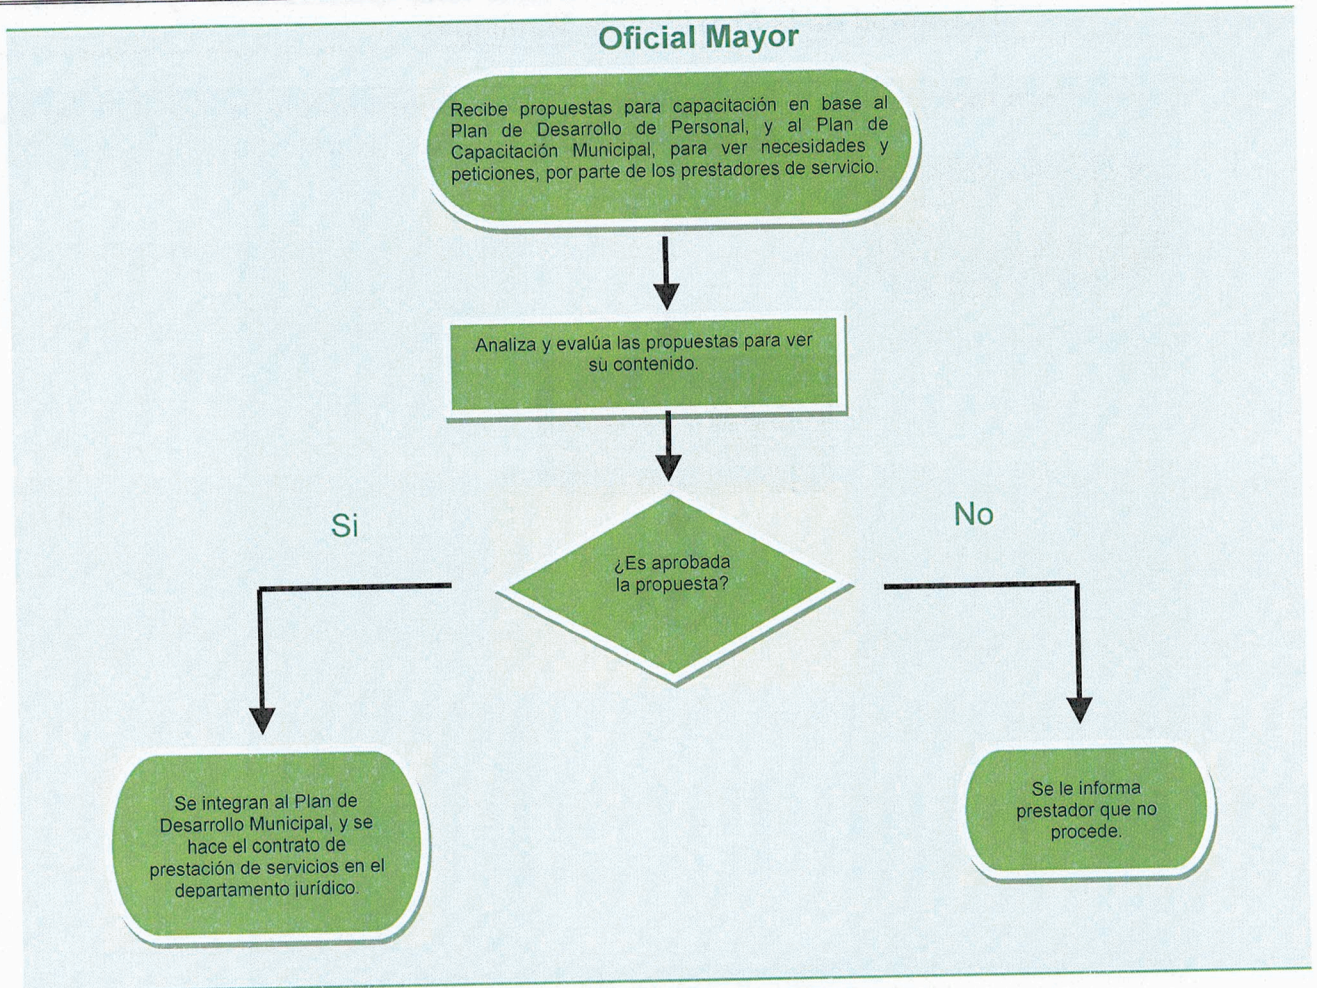 Oficial Mayor
Recibe propuestas para capacitación en base al
Plan de Desarrollo de Personal, y al Plan de
Capacitación Municipal, para ver necesidades y
peticiones, por parte de los prestadores de servicio.
Analiza y evalúa las propuestas para ver
su contenido.
Si
No
¿Es aprobada
la propuesta?
Se integran al Plan de
Desarrollo Municipal, y se
hace el contrato de
prestación de servicios en el
departamento jurídico.
Se le informa
prestador que no
procede.